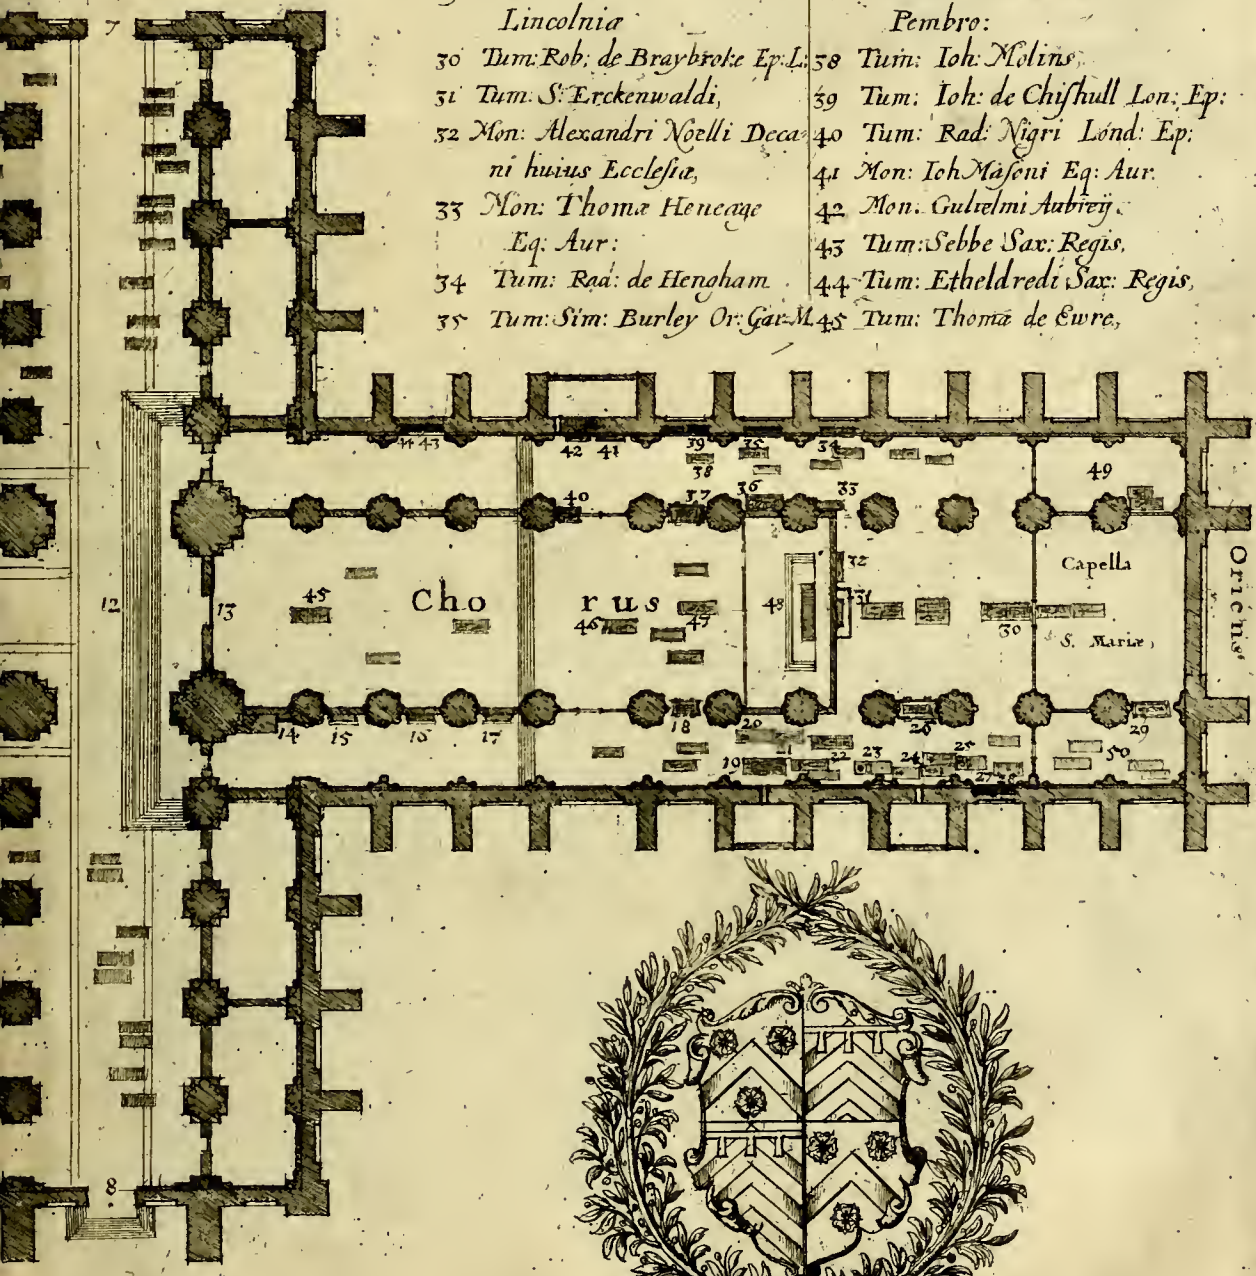 Lincolniæ
30 Tum: Rob: de Braybroke Ep: L:
31 Tum: S: Erckenwaldi,
32 Mon: Alexandri Noelli Deca-
ni huius Ecclesiæ,
33 Mon: Thomæ Heneage
Eq: Aur:
34 Tum: Rad: de Hengham
35 Tum: Sim: Burley Or: Gar: M.
Pembro:
38 Tum: Ioh: Molins,
39 Tum: Ioh: de Chiſhull Lon: Ep:
40 Tum: Rad: Nigri Lond: Ep:
41 Mon: Ioh Maſoni Eq: Aur.
42 Mon: Gulielmi Aubreÿ.
43 Tum: Sebbe Sax: Regis,
44 Tum: Etheldredi Sax: Regis,
45 Tum: Thomæ de Ewre,
7
44 43
42 41
39
35
34
38
40
37
36
33
49
32
Capella
Oriens
12
13
45
Cho rus
46
47
48
31
30
S. Mariæ,
14
15
16
17
18
20
26
29
19
21
22
23
24
25
27
28
50
8